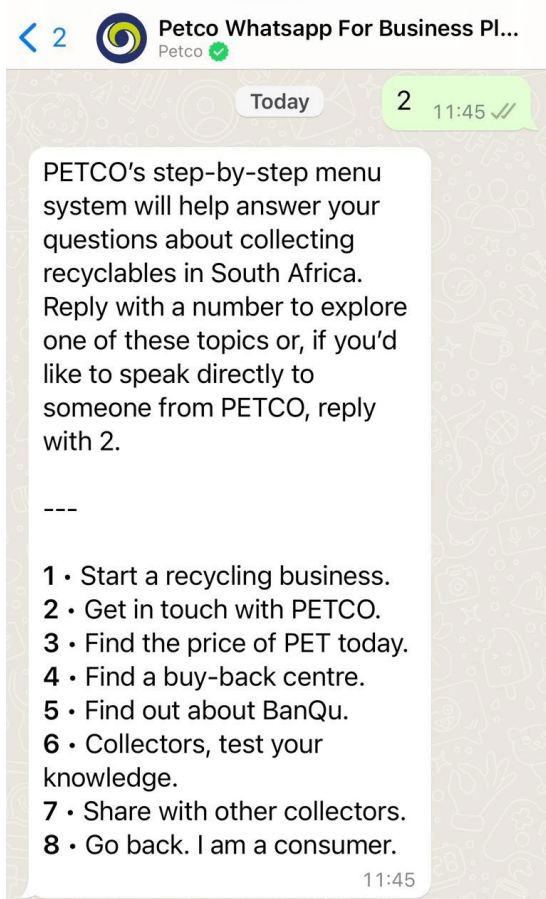 2
Petco Whatsapp For Business Pl...
Petco
Today
2 11:45
PETCO’s step-by-step menu
system will help answer your
questions about collecting
recyclables in South Africa.
Reply with a number to explore
one of these topics or, if you’d
like to speak directly to
someone from PETCO, reply
with 2.
---
1 • Start a recycling business.
2 • Get in touch with PETCO.
3 • Find the price of PET today.
4 • Find a buy-back centre.
5 • Find out about BanQu.
6 • Collectors, test your
knowledge.
7 • Share with other collectors.
8 • Go back. I am a consumer.
11:45